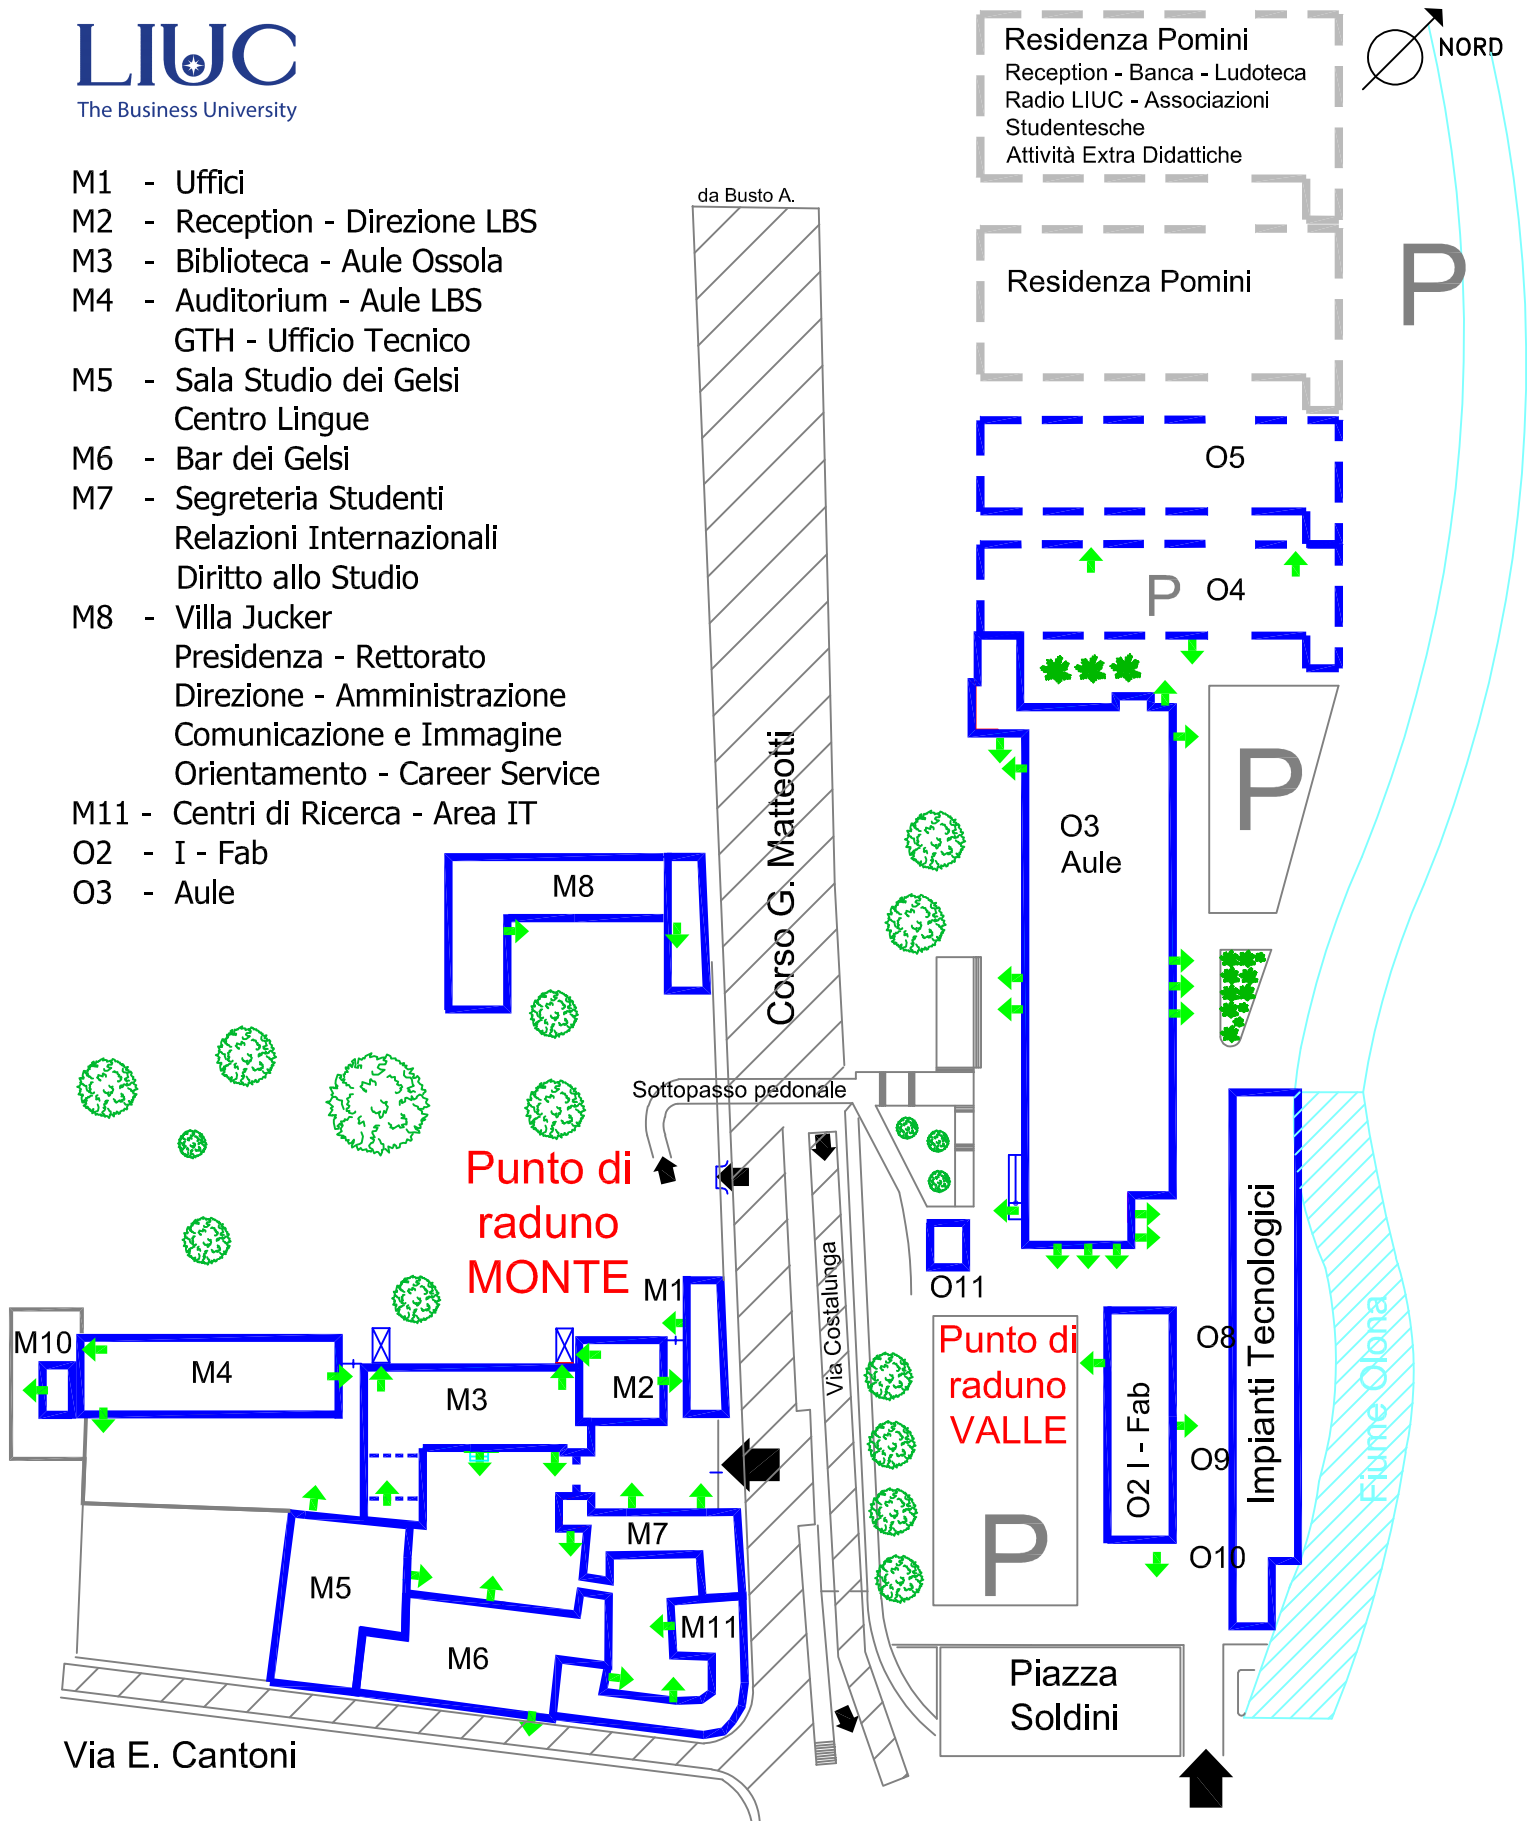 LIUC
The Business University
M1 - Uffici
M2 - Reception - Direzione LBS
M3 - Biblioteca - Aule Ossola
M4 - Auditorium - Aule LBS
GTH - Ufficio Tecnico
M5 - Sala Studio dei Gelsi
Centro Lingue
M6 - Bar dei Gelsi
M7 - Segreteria Studenti
Relazioni Internazionali
Diritto allo Studio
M8 - Villa Jucker
Presidenza - Rettorato
Direzione - Amministrazione
Comunicazione e Immagine
Orientamento - Career Service
M11 - Centri di Ricerca - Area IT
O2 - I - Fab
O3 - Aule
Residenza Pomini
Reception - Banca - Ludoteca
Radio LIUC - Associazioni
Studentesche
Attività Extra Didattiche
NORD
da Busto A.
P
Residenza Pomini
O5
P
O4
P
O3
Aule
Corso G. Matteotti
M8
Sottopasso pedonale
Punto di
raduno
MONTE
Via Costalunga
O11
Impianti Tecnologici
Fiume Olona
M1
M10
M4
M3
M2
Punto di
raduno
VALLE
O8
O2 I - Fab
O9
O10
P
M7
M5
M11
M6
Piazza
Soldini
Via E. Cantoni